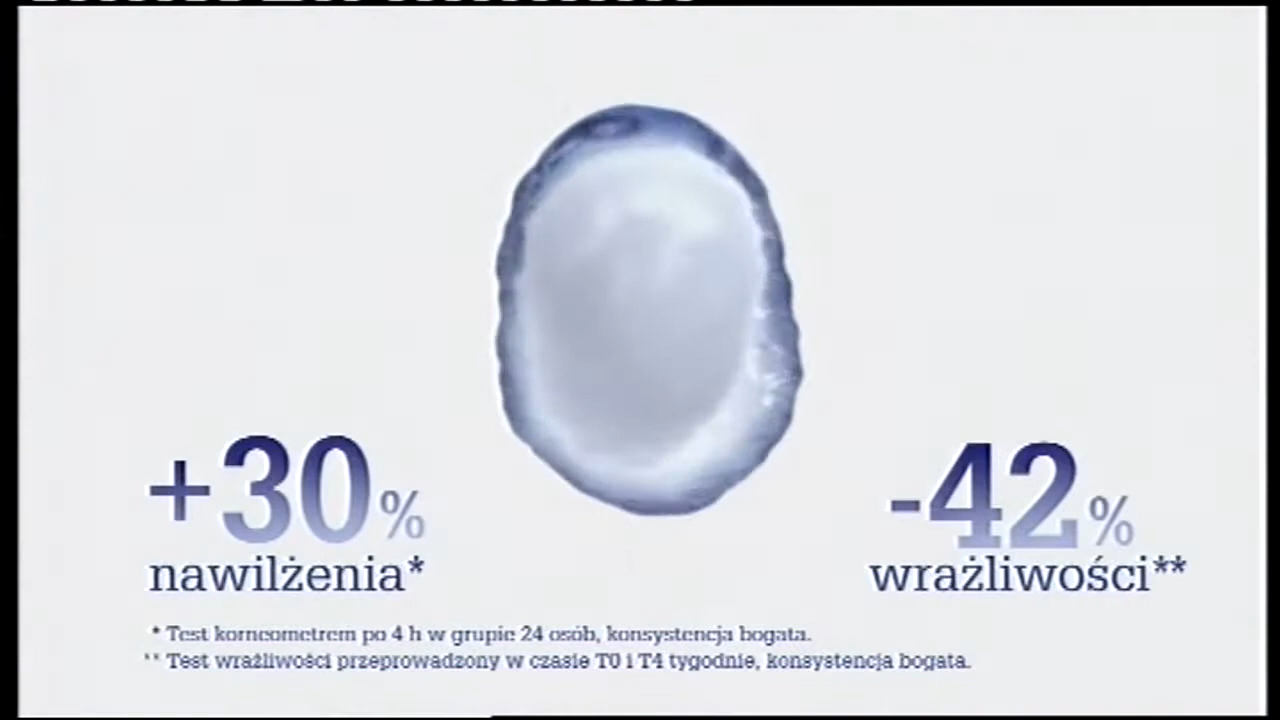 +30%
nawilżenia*
-42%
wrażliwości**
* Test korneometrem po 4 h w grupie 24 osób, konsystencja bogata.
** Test wrażliwości przeprowadzony w czasie T0 i T4 tygodnie, konsystencja bogata.